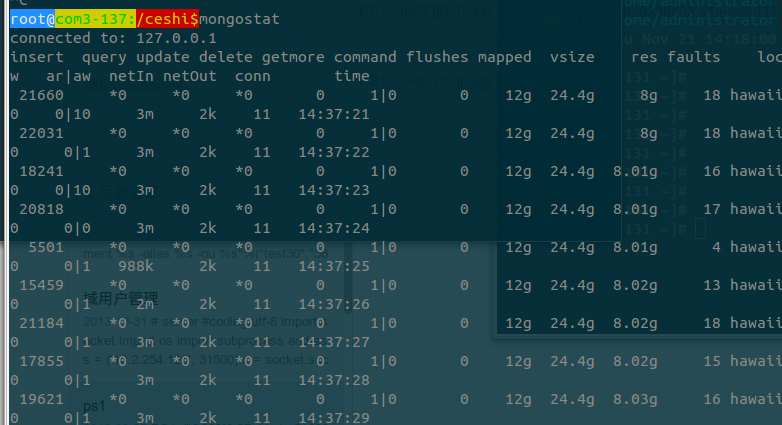 ^C
root@com3-137:/ceshi$mongostat
connected to: 127.0.0.1
insert  query update delete getmore command flushes mapped  vsize    res faults    loc
w   ar|aw  netIn netOut  conn       time
 21660     *0     *0     *0       0     1|0       0    12g  24.4g     8g     18 hawaii
0    0|10     3m     2k    11   14:37:21
 22031     *0     *0     *0       0     1|0       0    12g  24.4g     8g     18 hawaii
0     0|1     3m     2k    11   14:37:22
 18241     *0     *0     *0       0     1|0       0    12g  24.4g  8.01g     16 hawaii
0    0|10     3m     2k    11   14:37:23
 20818     *0     *0     *0       0     1|0       0    12g  24.4g  8.01g     17 hawaii
0     0|0     3m     2k    11   14:37:24
  5501     *0     *0     *0       0     1|0       0    12g  24.4g  8.01g      4 hawaii
0     0|1   988k     2k    11   14:37:25
 15459     *0     *0     *0       0     1|0       0    12g  24.4g  8.02g     13 hawaii
0     0|1     2m     2k    11   14:37:26
 21184     *0     *0     *0       0     1|0       0    12g  24.4g  8.02g     18 hawaii
0     0|1     3m     2k    11   14:37:27
 17855     *0     *0     *0       0     1|0       0    12g  24.4g  8.02g     15 hawaii
0     0|1     3m     2k    11   14:37:28
 19621     *0     *0     *0       0     1|0       0    12g  24.4g  8.03g     16 hawaii
0     0|1     3m     2k    11   14:37:29
域用户管理
ps1